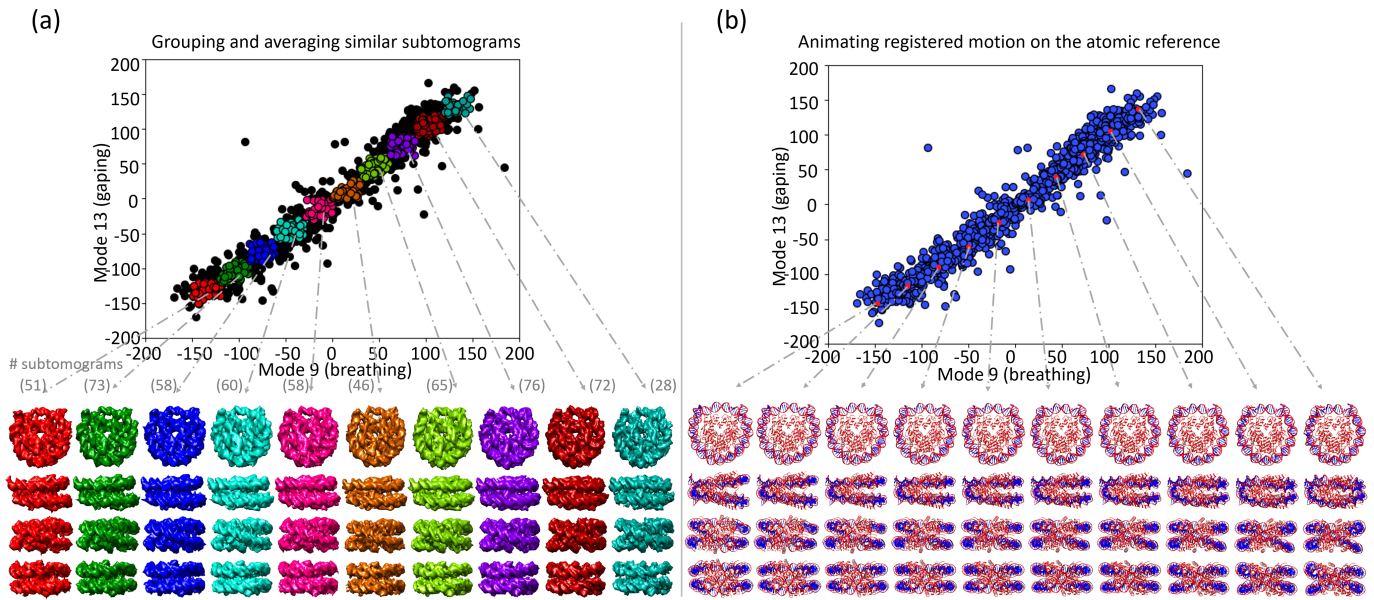 (a)
Grouping and averaging similar subtomograms
200
150
100
50
0
-50
-100
-150
-200
Mode 13 (gaping)
-200 -150 -100 -50 0 50 100 150 200
Mode 9 (breathing)
# subtomograms
(51) (73) (58) (60) (58) (46) (65) (76) (72) (28)
(b)
Animating registered motion on the atomic reference
200
150
100
50
0
-50
-100
-150
-200
Mode 13 (gaping)
-200 -150 -100 -50 0 50 100 150 200
Mode 9 (breathing)